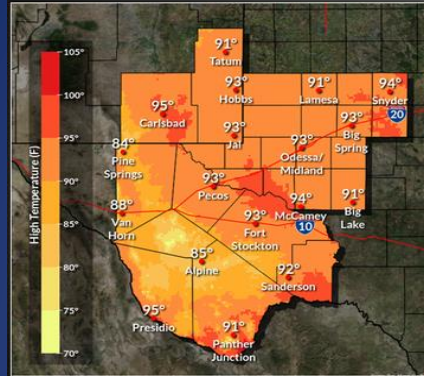 105°
100°
95°
90°
85°
80°
75°
70°
High Temperature (F)
91°
Tatum
93°
Hobbs
91°
Lamesa
94°
Snyder
20
95°
Carlsbad
93°
Jal
93°
Big
Spring
93°
Odessa/
Midland
84°
Pine
Springs
93°
Pecos
88°
Van
Horn
93°
Fort
Stockton
94°
McCamey
10
91°
Big
Lake
85°
Alpine
92°
Sanderson
95°
Presidio
91°
Panther
Junction